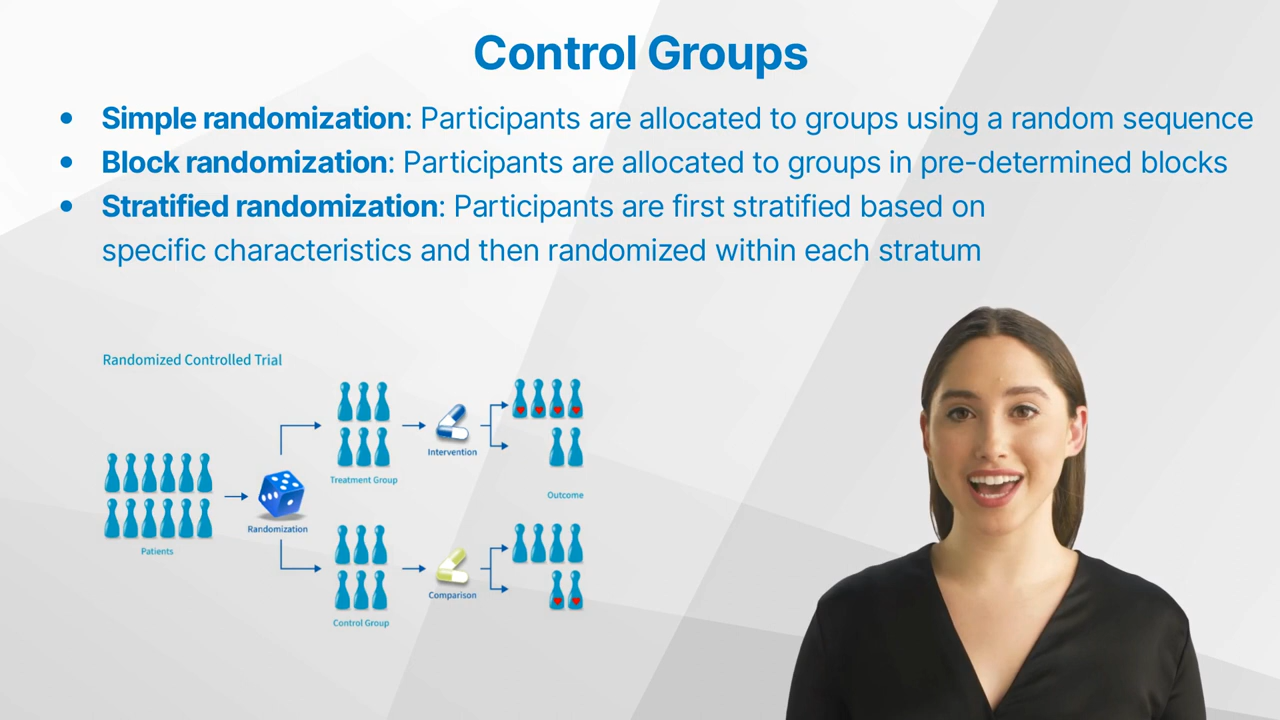 Control Groups
• Simple randomization: Participants are allocated to groups using a random sequence
• Block randomization: Participants are allocated to groups in pre-determined blocks
• Stratified randomization: Participants are first stratified based on
specific characteristics and then randomized within each stratum
Randomized Controlled Trial
Patients
Randomization
Treatment Group
Intervention
Outcome
Control Group
Comparison